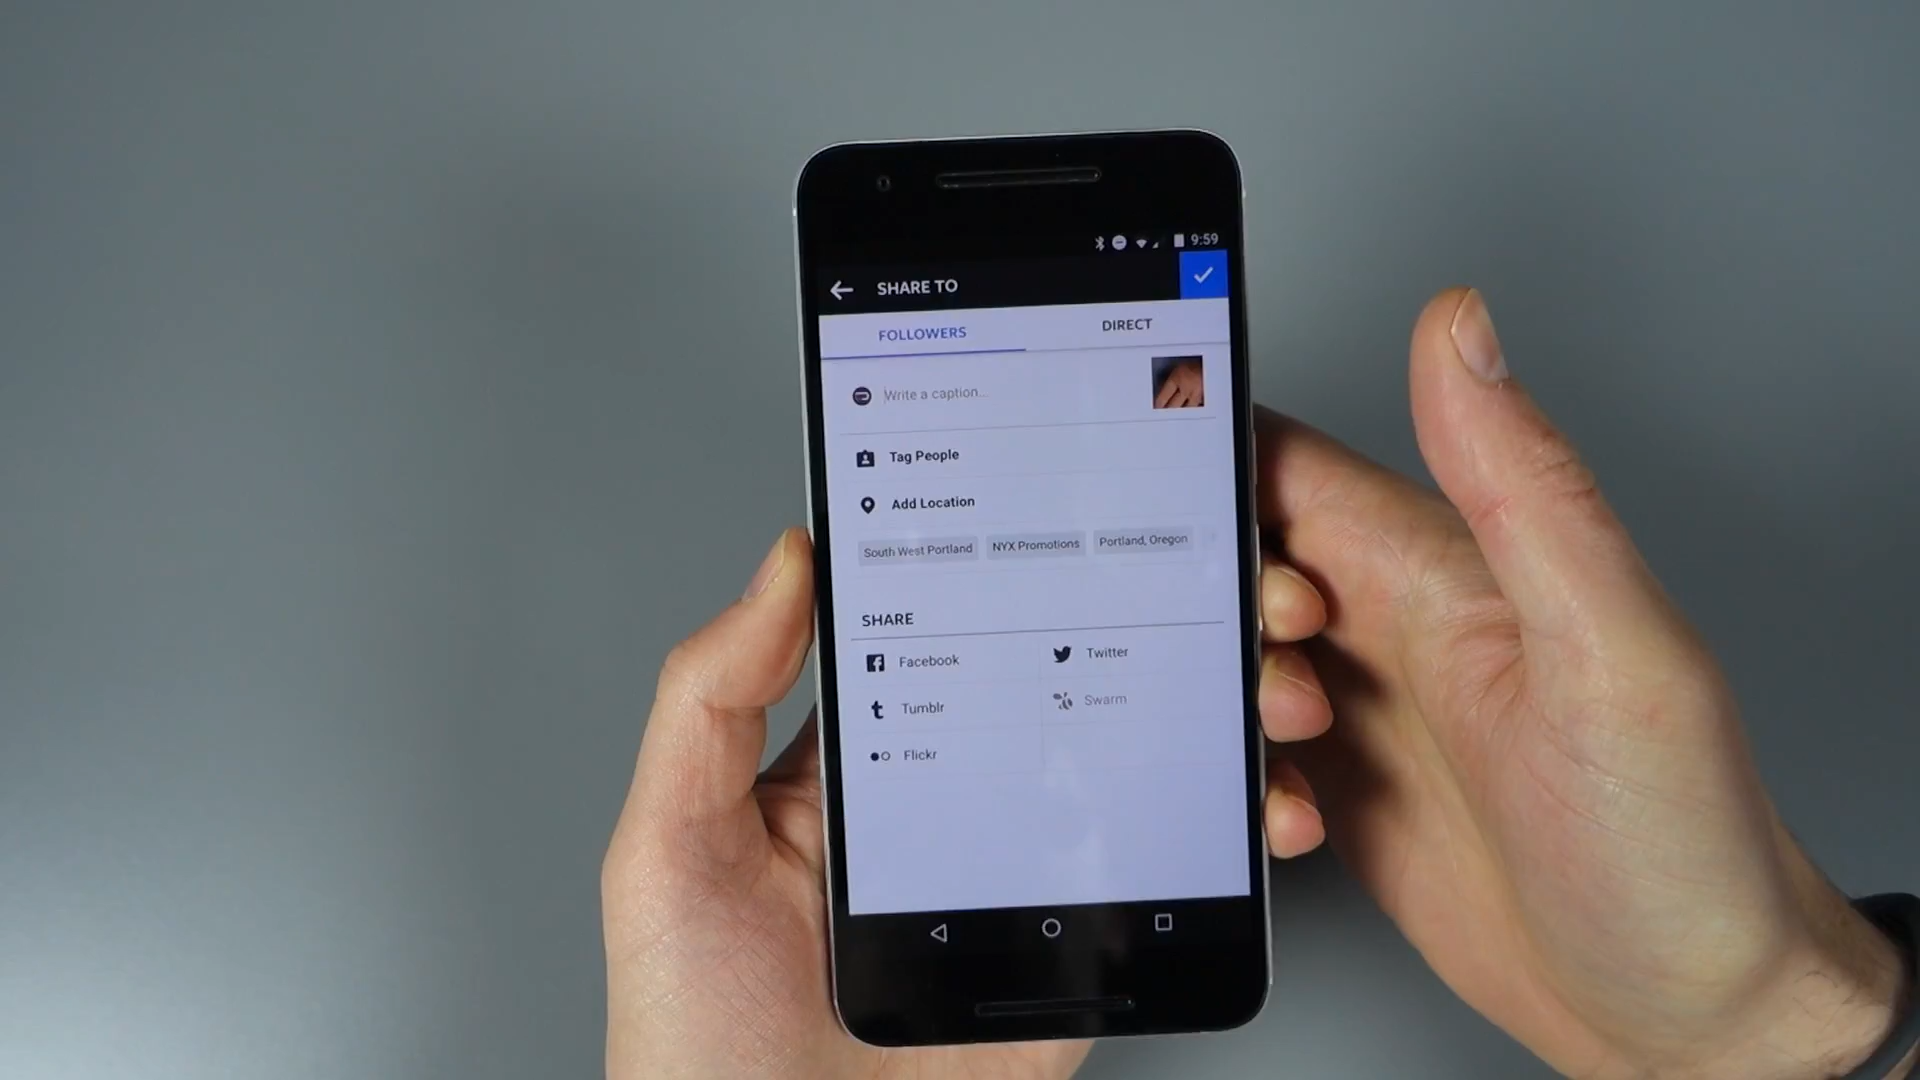 9:59
SHARE TO
FOLLOWERS DIRECT
Write a caption...
Tag People
Add Location
South West Portland NYX Promotions Portland, Oregon
SHARE
Facebook Twitter
Tumblr Swarm
Flickr